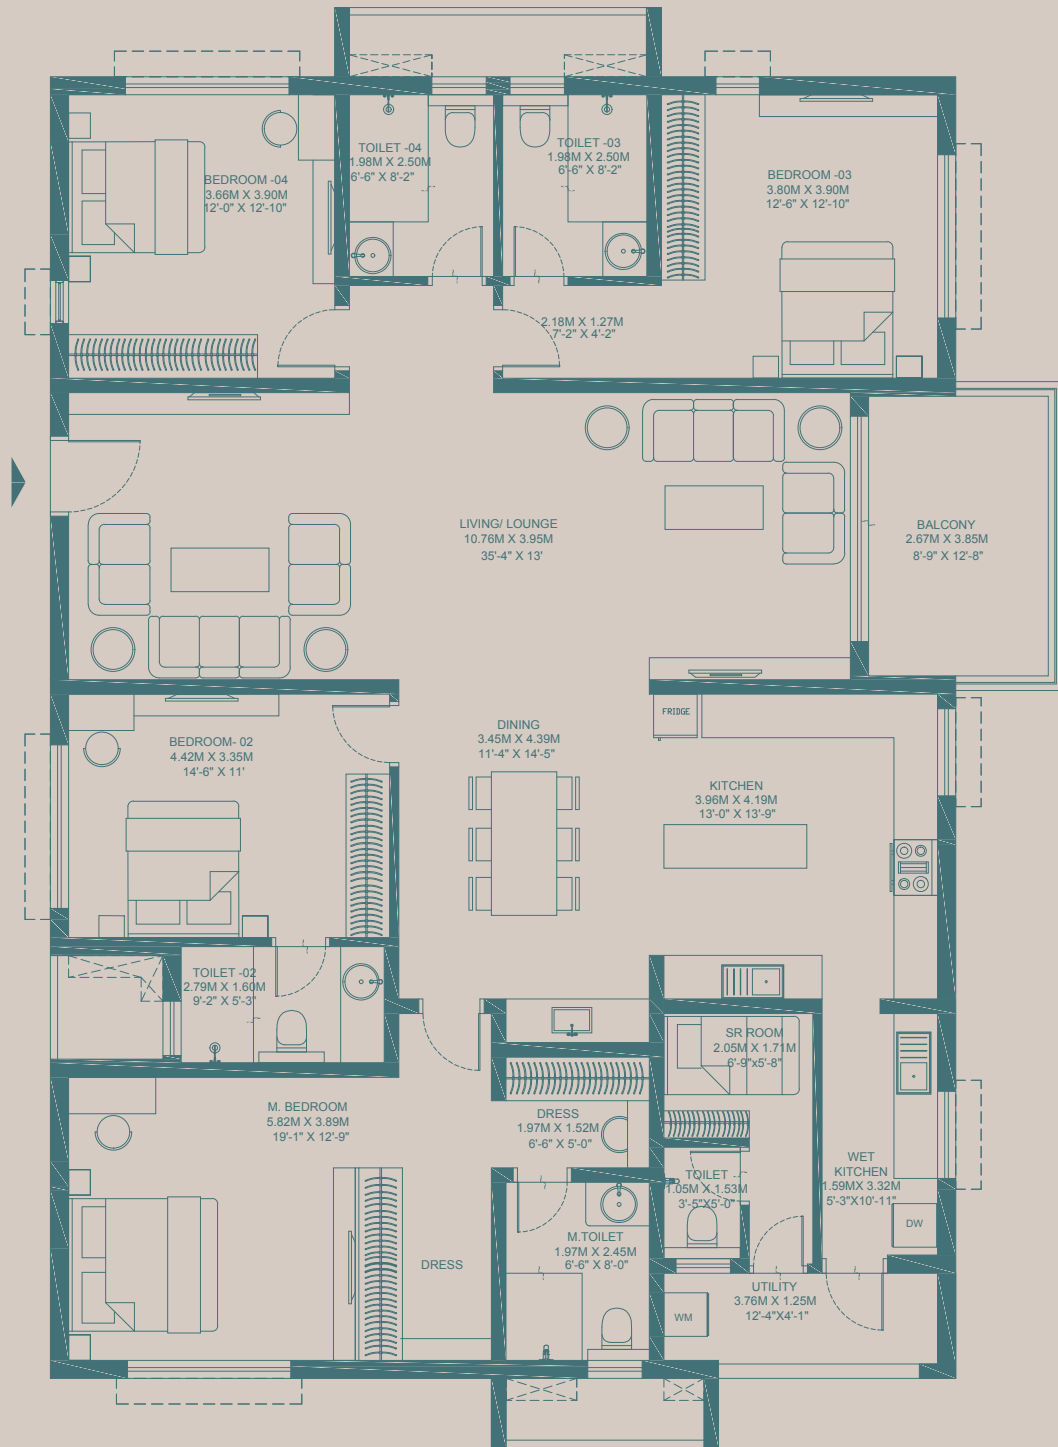 TOILET -04
1.98M X 2.50M
6'-6" X 8'-2"
TOILET -03
1.98M X 2.50M
6'-6" X 8'-2"
BEDROOM -04
3.66M X 3.90M
12'-0" X 12'-10"
BEDROOM -03
3.80M X 3.90M
12'-6" X 12'-10"
2.18M X 1.27M
7'-2" X 4'-2"
LIVING/ LOUNGE
10.76M X 3.95M
35'-4" X 13'
BALCONY
2.67M X 3.85M
8'-9" X 12'-8"
FRIDGE
BEDROOM- 02
4.42M X 3.35M
14'-6" X 11'
DINING
3.45M X 4.39M
11'-4" X 14'-5"
KITCHEN
3.96M X 4.19M
13'-0" X 13'-9"
TOILET -02
2.79M X 1.60M
9'-2" X 5'-3"
SR ROOM
2.05M X 1.71M
6'-9"x5'-8"
M. BEDROOM
5.82M X 3.89M
19'-1" X 12'-9"
DRESS
1.97M X 1.52M
6'-6" X 5'-0"
TOILET
1.05M X 1.53M
3'-5"X5'-0"
WET
KITCHEN
1.59MX 3.32M
5'-3"X10'-11"
DW
M.TOILET
1.97M X 2.45M
6'-6" X 8'-0"
DRESS
UTILITY
3.76M X 1.25M
12'-4"X4'-1"
WM